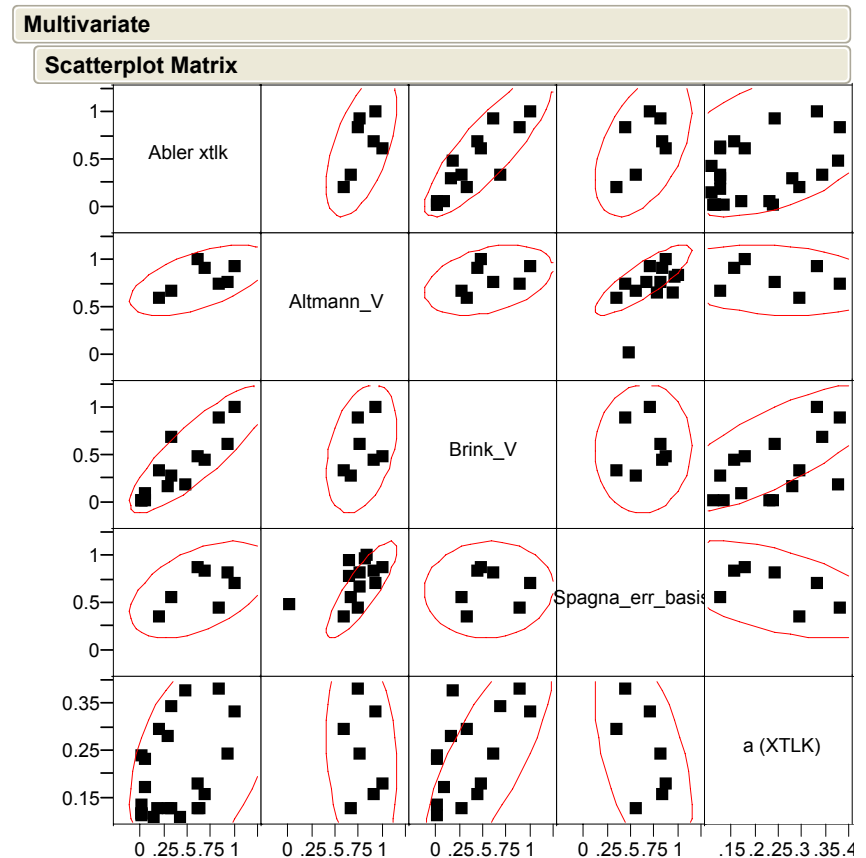 Multivariate
Scatterplot Matrix
1
0.5
0
Abler xtlk
1
0.5
0
Altmann_V
1
0.5
0
Brink_V
1
0.5
0
Spagna_err_basis
0.35
0.25
0.15
a (XTLK)
0 .25.5.75 1 0 .25.5.75 1 0 .25.5.75 1 0 .25.5.75 1 .15.2.25.3.35.4